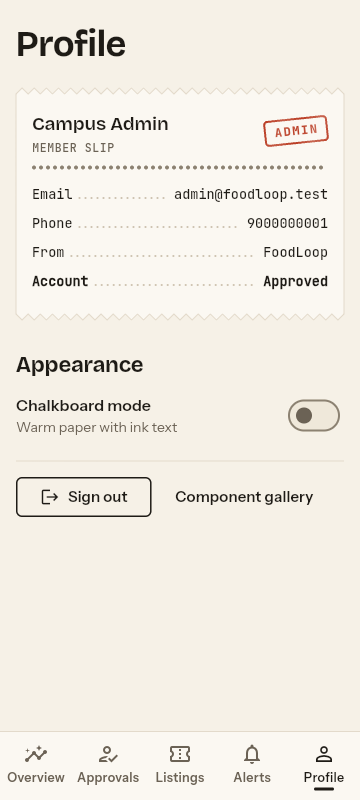 Profile
Campus Admin
ADMIN
MEMBER SLIP
Email admin@foodloop.test
Phone 9000000001
From FoodLoop
Account Approved
Appearance
Chalkboard mode
Warm paper with ink text
Sign out Component gallery
Overview Approvals Listings Alerts Profile